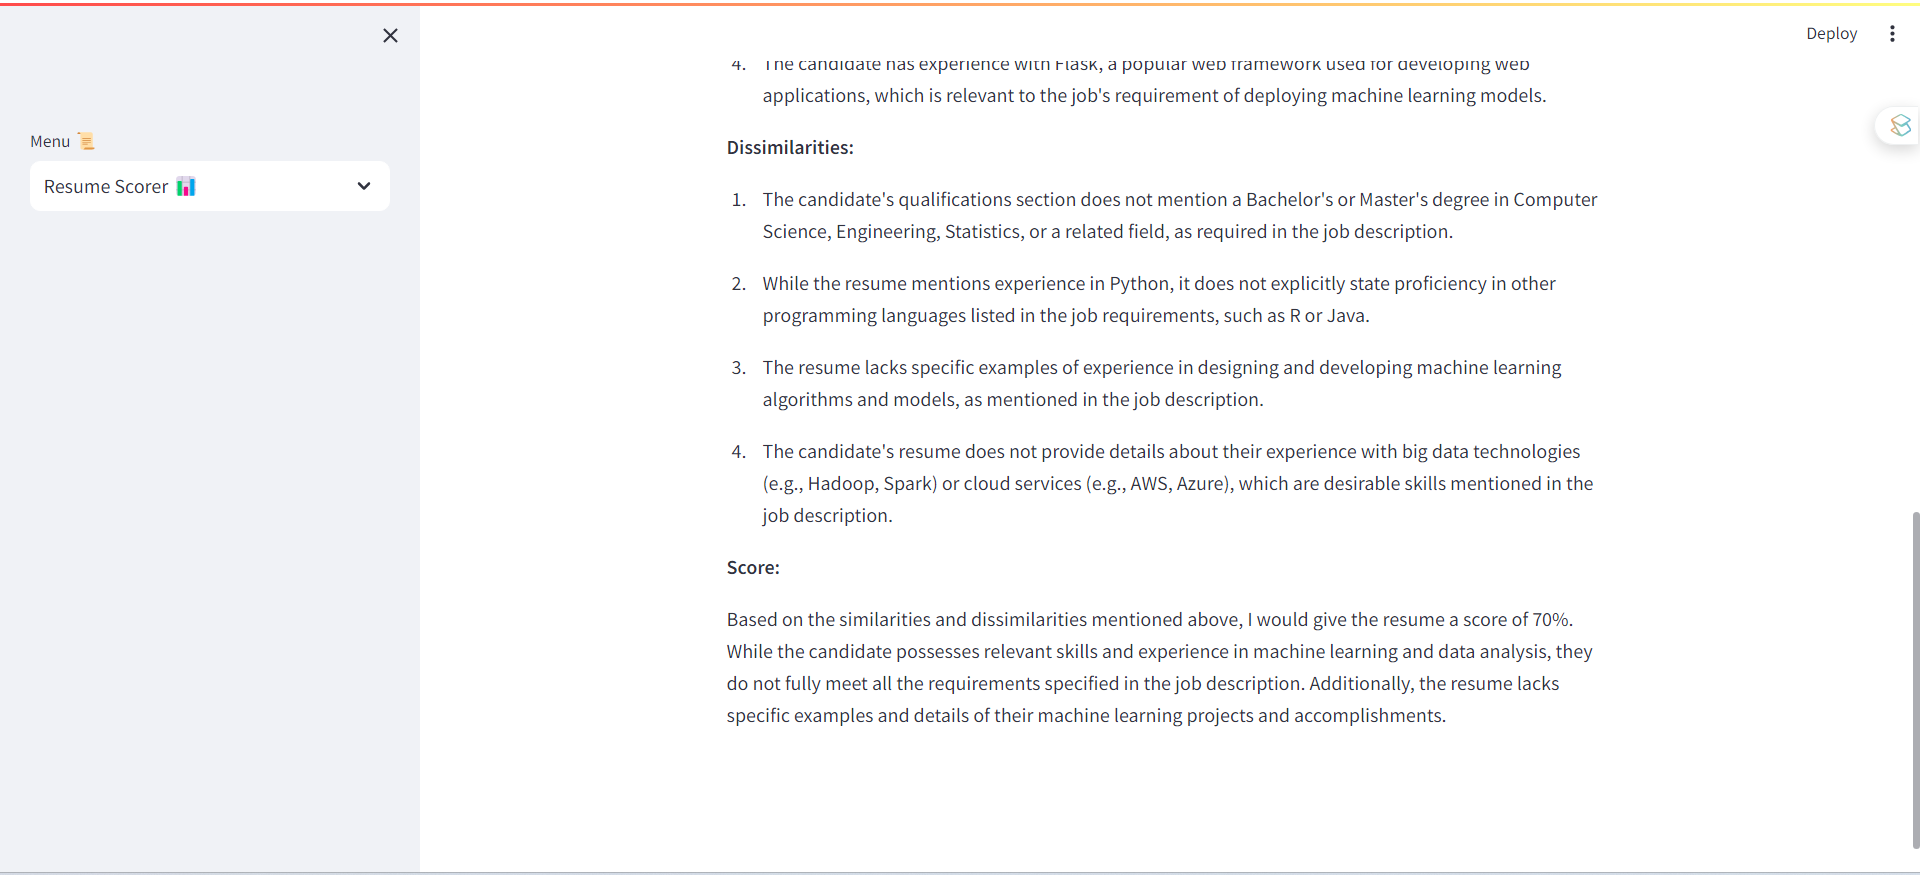 Deploy
Menu
Resume Scorer
4. The candidate has experience with Flask, a popular web framework used for developing web
applications, which is relevant to the job's requirement of deploying machine learning models.
Dissimilarities:
1. The candidate's qualifications section does not mention a Bachelor's or Master's degree in Computer
Science, Engineering, Statistics, or a related field, as required in the job description.
2. While the resume mentions experience in Python, it does not explicitly state proficiency in other
programming languages listed in the job requirements, such as R or Java.
3. The resume lacks specific examples of experience in designing and developing machine learning
algorithms and models, as mentioned in the job description.
4. The candidate's resume does not provide details about their experience with big data technologies
(e.g., Hadoop, Spark) or cloud services (e.g., AWS, Azure), which are desirable skills mentioned in the
job description.
Score:
Based on the similarities and dissimilarities mentioned above, I would give the resume a score of 70%.
While the candidate possesses relevant skills and experience in machine learning and data analysis, they
do not fully meet all the requirements specified in the job description. Additionally, the resume lacks
specific examples and details of their machine learning projects and accomplishments.